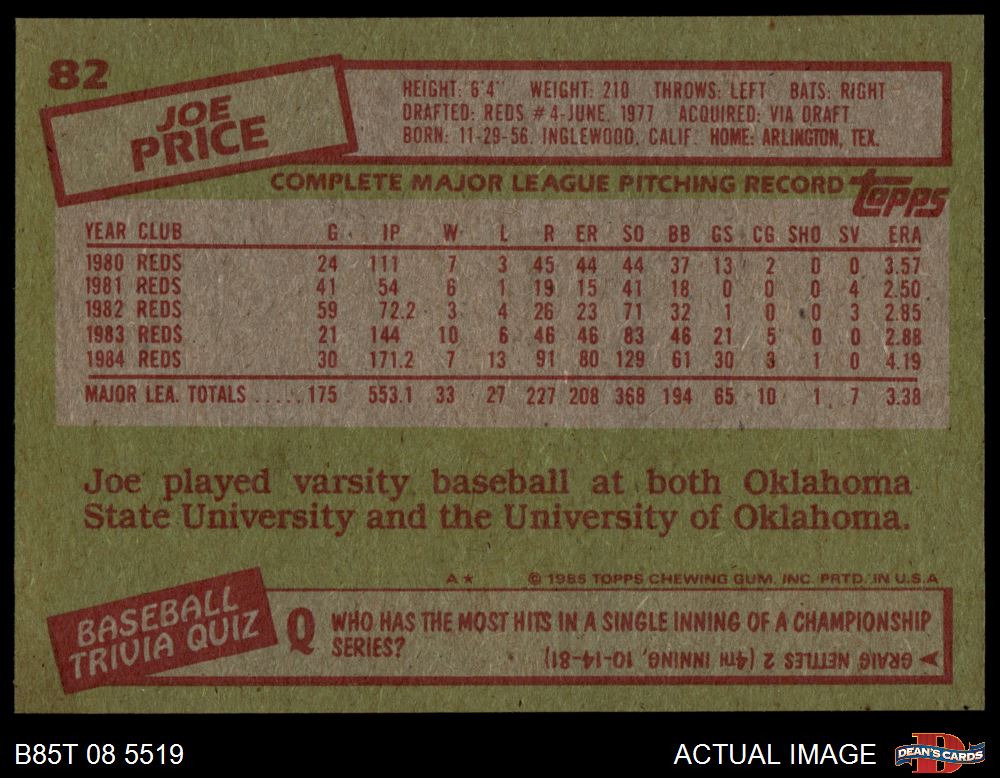 82
JOE
PRICE
HEIGHT: 6'4" WEIGHT: 210 THROWS: LEFT BATS: RIGHT
DRAFTED: REDS #4-JUNE, 1977 ACQUIRED: VIA DRAFT
BORN: 11-29-56, INGLEWOOD, CALIF. HOME: ARLINGTON, TEX.
COMPLETE MAJOR LEAGUE PITCHING RECORD topps
YEAR CLUB G IP W L R ER SO BB GS CG SHO SV ERA
1980 REDS 24 111 7 3 45 44 44 37 13 2 0 0 3.57
1981 REDS 41 54 6 1 19 15 41 18 0 0 0 4 2.50
1982 REDS 59 72.2 3 4 26 23 71 32 1 0 0 3 2.85
1983 REDS 21 144 10 6 46 46 83 46 21 5 0 0 2.88
1984 REDS 30 171.2 7 13 91 80 129 61 30 3 1 0 4.19
MAJOR LEA. TOTALS .....175 553.1 33 27 227 208 368 194 65 10 1 7 3.38
Joe played varsity baseball at both Oklahoma
State University and the University of Oklahoma.
A★ © 1985 TOPPS CHEWING GUM, INC. PRTD. IN U.S.A
BASEBALL
TRIVIA QUIZ
Q WHO HAS THE MOST HITS IN A SINGLE INNING OF A CHAMPIONSHIP
SERIES?
GRAIG NETTLES 2 (4TH INNING, 10-14-81)
B85T 08 5519
ACTUAL IMAGE
D
DEAN'S CARDS